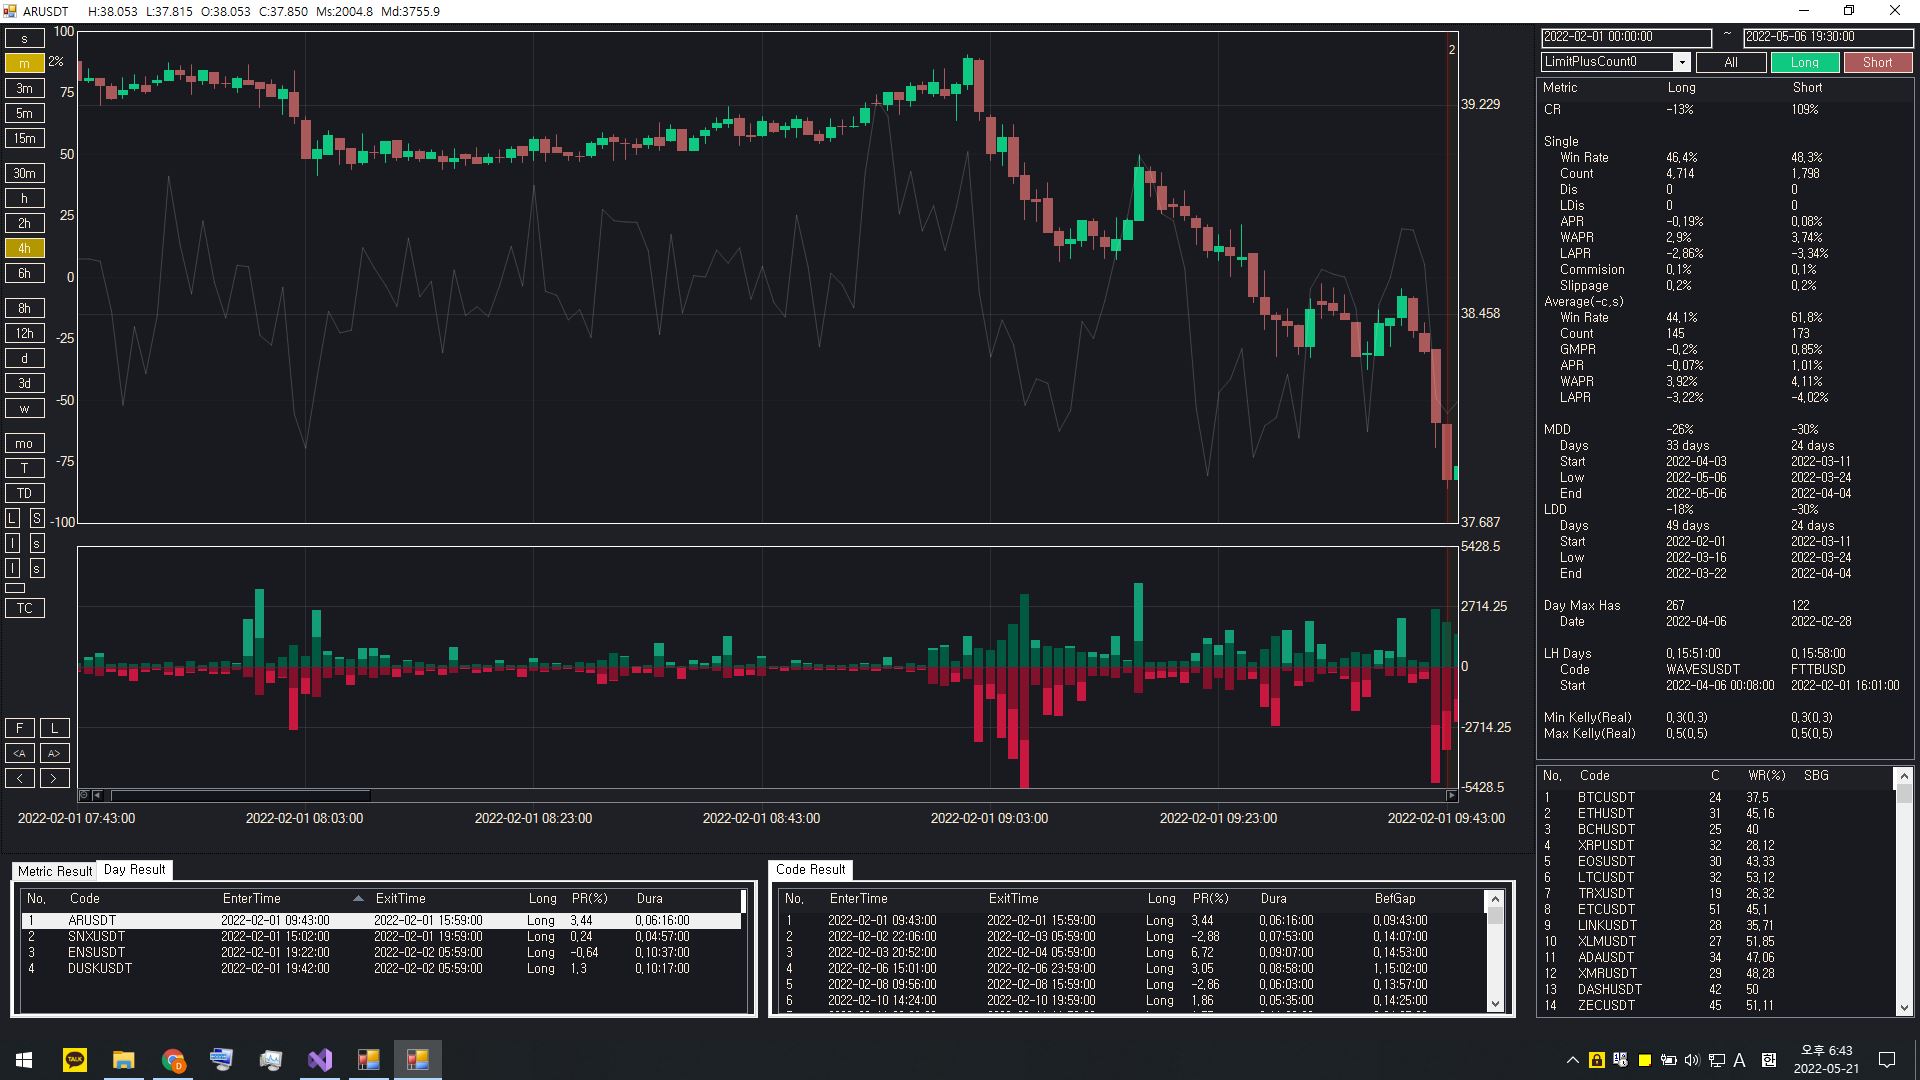 ARUSDT H:38.053 L:37.815 O:38.053 C:37.850 Ms:2004.8 Md:3755.9
s
m
3m
5m
15m
30m
h
2h
4h
6h
8h
12h
d
3d
w
mo
T
TD
L S
l s
l s
TC
F L
<A A>
< >
100
2%
75
50
25
0
-25
-50
-75
-100
2
39.229
38.458
37.687
5428.5
2714.25
0
-2714.25
-5428.5
2022-02-01 07:43:00 2022-02-01 08:03:00 2022-02-01 08:23:00 2022-02-01 08:43:00 2022-02-01 09:03:00 2022-02-01 09:23:00 2022-02-01 09:43:00
2022-02-01 00:00:00 ~ 2022-05-06 19:30:00
LimitPlusCount0 All Long Short
Metric Long Short
CR -13% 109%
Single
Win Rate 46.4% 48.3%
Count 4,714 1,798
Dis 0 0
LDis 0 0
APR -0.19% 0.08%
WAPR 2.9% 3.74%
LAPR -2.86% -3.34%
Commision 0.1% 0.1%
Slippage 0.2% 0.2%
Average(-c,s)
Win Rate 44.1% 61.8%
Count 145 173
GMPR -0.2% 0.85%
APR -0.07% 1.01%
WAPR 3.92% 4.11%
LAPR -3.22% -4.02%
MDD -26% -30%
Days 33 days 24 days
Start 2022-04-03 2022-03-11
Low 2022-05-06 2022-03-24
End 2022-05-06 2022-04-04
LDD -18% -30%
Days 49 days 24 days
Start 2022-02-01 2022-03-11
Low 2022-03-16 2022-03-24
End 2022-03-22 2022-04-04
Day Max Has 267 122
Date 2022-04-06 2022-02-28
LH Days 0.15:51:00 0.15:58:00
Code WAVESUSDT FTTBUSD
Start 2022-04-06 00:08:00 2022-02-01 16:01:00
Min Kelly(Real) 0.3(0.3) 0.3(0.3)
Max Kelly(Real) 0.5(0.5) 0.5(0.5)
No. Code C WR(%) SBG
1 BTCUSDT 24 37.5
2 ETHUSDT 31 45.16
3 BCHUSDT 25 40
4 XRPUSDT 32 28.12
5 EOSUSDT 30 43.33
6 LTCUSDT 32 53.12
7 TRXUSDT 19 26.32
8 ETCUSDT 51 45.1
9 LINKUSDT 28 35.71
10 XLMUSDT 27 51.85
11 ADAUSDT 34 47.06
12 XMRUSDT 29 48.28
13 DASHUSDT 42 50
14 ZECUSDT 45 51.11
Metric Result Day Result
No. Code EnterTime ExitTime Long PR(%) Dura
1 ARUSDT 2022-02-01 09:43:00 2022-02-01 15:59:00 Long 3.44 0.06:16:00
2 SNXUSDT 2022-02-01 15:02:00 2022-02-01 19:59:00 Long 0.24 0.04:57:00
3 ENSUSDT 2022-02-01 19:22:00 2022-02-02 05:59:00 Long -0.64 0.10:37:00
4 DUSKUSDT 2022-02-01 19:42:00 2022-02-02 05:59:00 Long 1.3 0.10:17:00
Code Result
No. EnterTime ExitTime Long PR(%) Dura BefGap
1 2022-02-01 09:43:00 2022-02-01 15:59:00 Long 3.44 0.06:16:00 0.09:43:00
2 2022-02-02 22:06:00 2022-02-03 05:59:00 Long -2.88 0.07:53:00 0.14:07:00
3 2022-02-03 20:52:00 2022-02-04 05:59:00 Long 6.72 0.09:07:00 0.14:53:00
4 2022-02-06 15:01:00 2022-02-06 23:59:00 Long 3.05 0.08:58:00 1.15:02:00
5 2022-02-08 09:56:00 2022-02-08 15:59:00 Long -2.86 0.06:03:00 0.13:57:00
6 2022-02-10 14:24:00 2022-02-10 19:59:00 Long 1.86 0.05:35:00 0.14:25:00
TALK
D
A
오후 6:43
2022-05-21